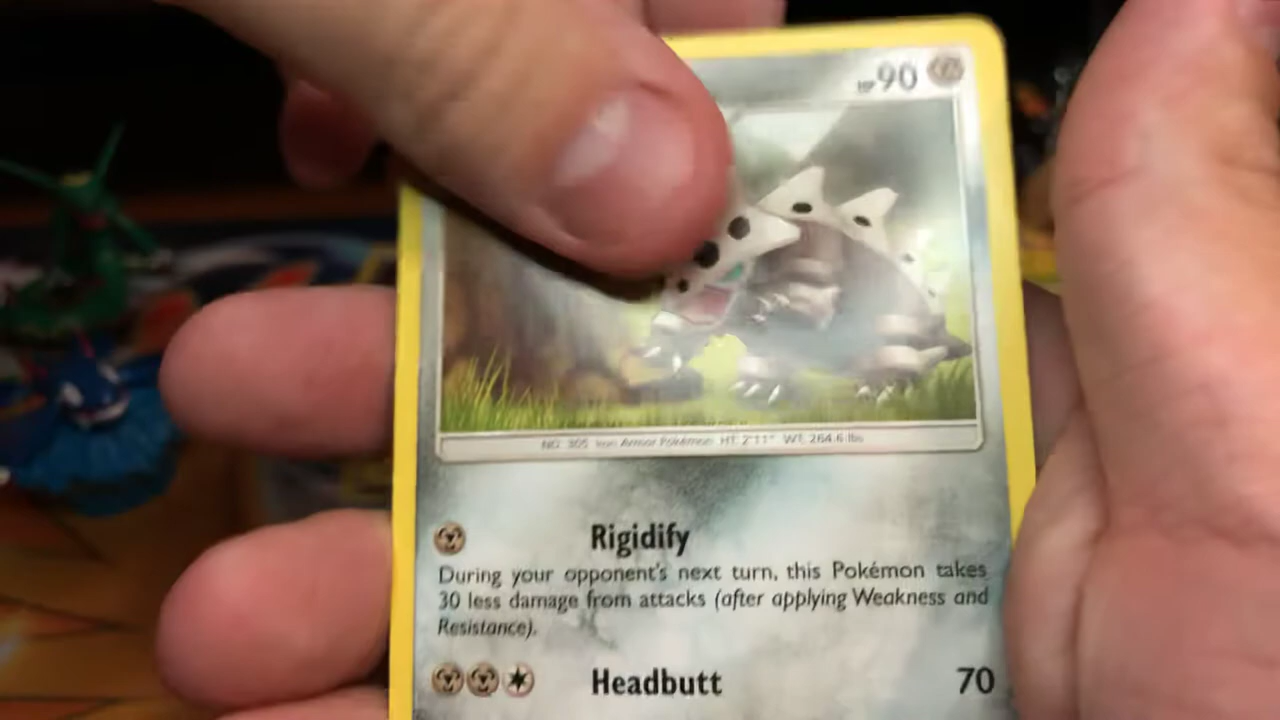 HP90
NO. 305 Iron Armor Pokémon HT. 2'11" WT. 264.6 lbs
Rigidify
During your opponent's next turn, this Pokémon takes
30 less damage from attacks (after applying Weakness and
Resistance).
Headbutt 70